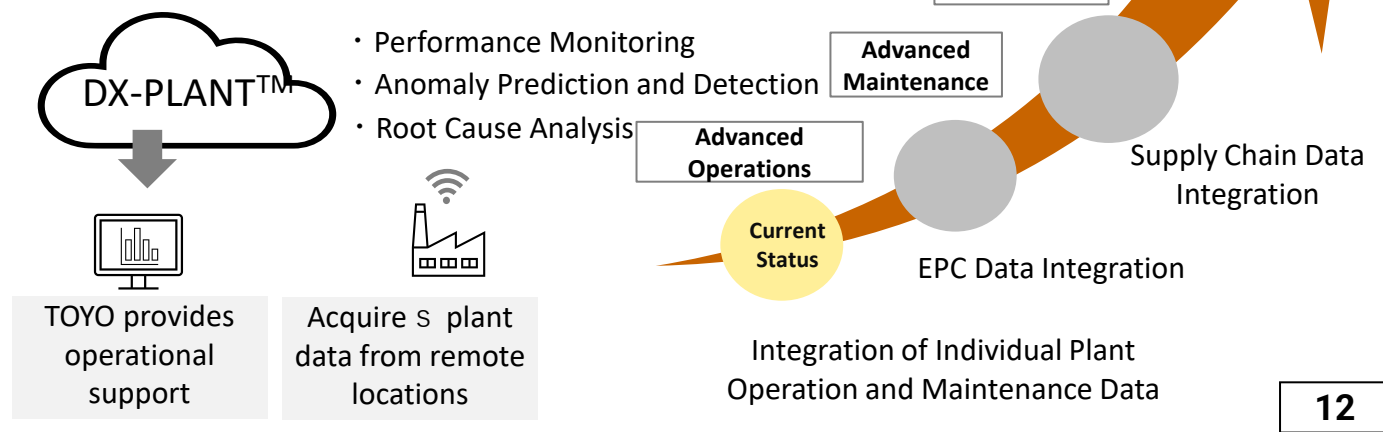 DX-PLANT™
・Performance Monitoring
・Anomaly Prediction and Detection
・Root Cause Analysis
Advanced
Maintenance
Advanced
Operations
Supply Chain Data
Integration
Current
Status
EPC Data Integration
TOYO provides
operational
support
Acquire ｓ plant
data from remote
locations
Integration of Individual Plant
Operation and Maintenance Data
12